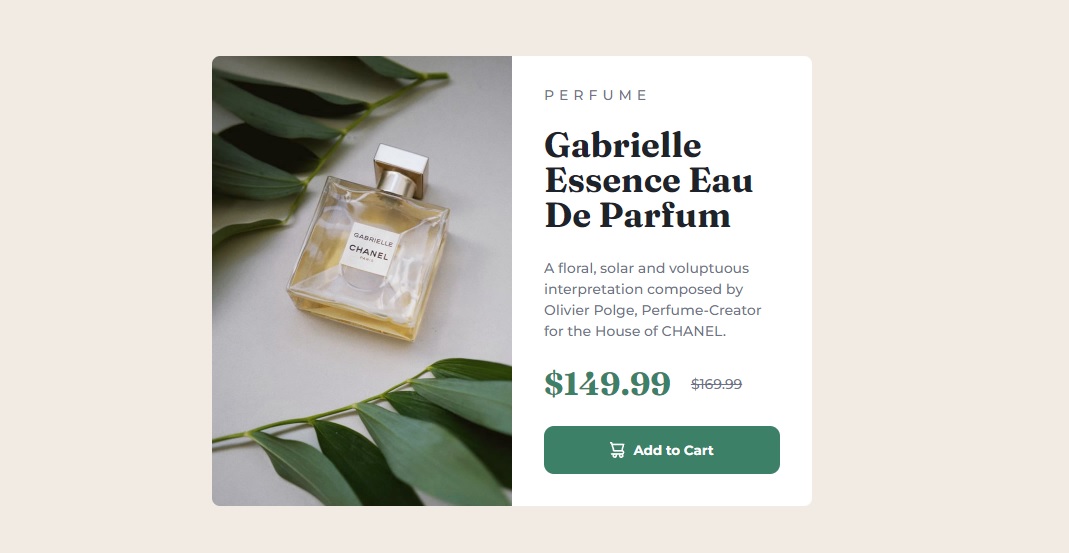 GABRIELLE
CHANEL
PARIS
PERFUME
Gabrielle
Essence Eau
De Parfum
A floral, solar and voluptuous
interpretation composed by
Olivier Polge, Perfume-Creator
for the House of CHANEL.
$149.99 $169.99
Add to Cart